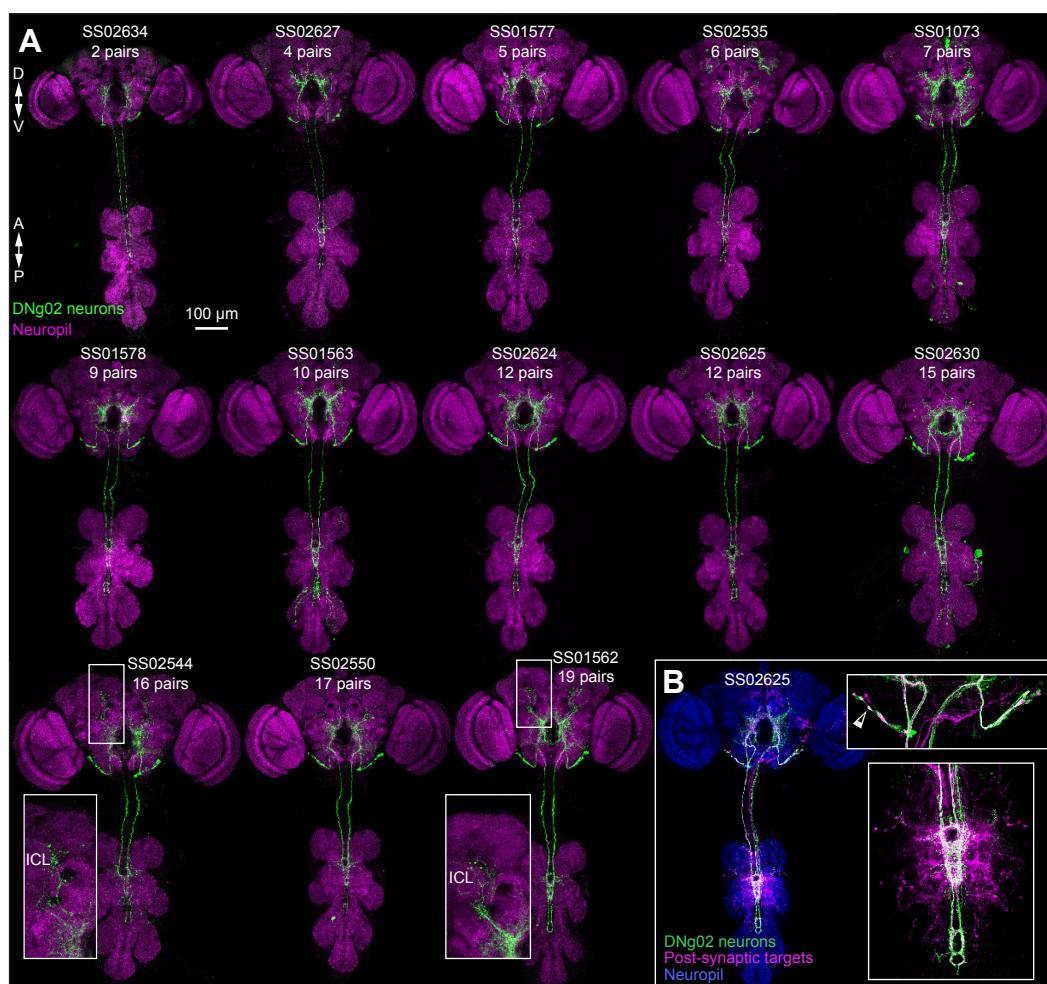 A
SS02634
2 pairs
SS02627
4 pairs
SS01577
5 pairs
SS02535
6 pairs
SS01073
7 pairs
D
V
A
P
DNg02 neurons
Neuropil
100 µm
SS01578
9 pairs
SS01563
10 pairs
SS02624
12 pairs
SS02625
12 pairs
SS02630
15 pairs
SS02544
16 pairs
SS02550
17 pairs
SS01562
19 pairs
ICL
ICL
B
SS02625
DNg02 neurons
Post-synaptic targets
Neuropil